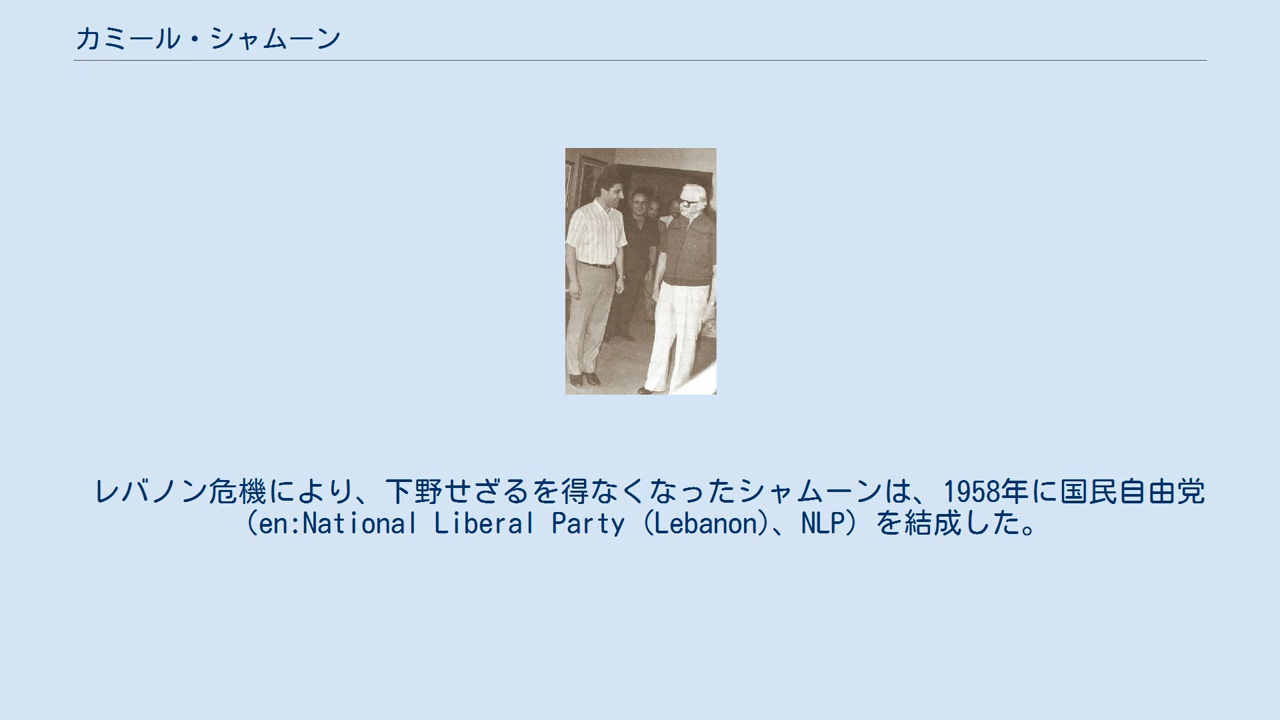 カミール・シャムーン
レバノン危機により、下野せざるを得なくなったシャムーンは、1958年に国民自由党
（en:National Liberal Party (Lebanon)、NLP）を結成した。